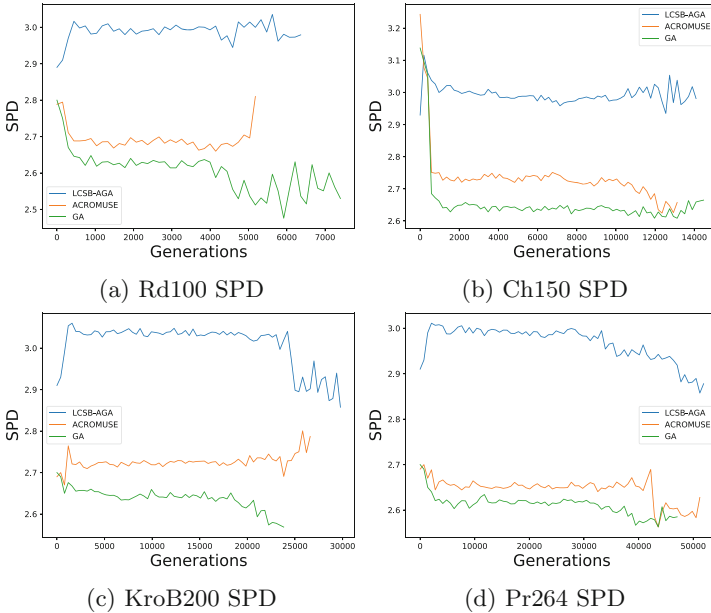 3.0
2.9
2.8
2.7
2.6
2.5
SPD
LCSB-AGA
ACROMUSE
GA
0 1000 2000 3000 4000 5000 6000 7000
Generations
(a) Rd100 SPD
3.2
3.1
3.0
2.9
2.8
2.7
2.6
SPD
LCSB-AGA
ACROMUSE
GA
0 2000 4000 6000 8000 10000 12000 14000
Generations
(b) Ch150 SPD
3.0
2.9
2.8
2.7
2.6
SPD
LCSB-AGA
ACROMUSE
GA
0 5000 10000 15000 20000 25000 30000
Generations
(c) KroB200 SPD
3.0
2.9
2.8
2.7
2.6
SPD
LCSB-AGA
ACROMUSE
GA
0 10000 20000 30000 40000 50000
Generations
(d) Pr264 SPD